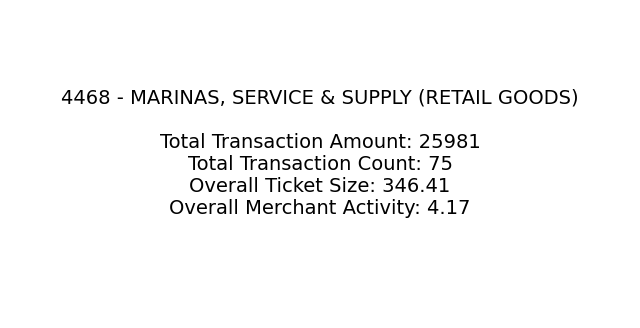 4468 - MARINAS, SERVICE & SUPPLY (RETAIL GOODS)
Total Transaction Amount: 25981
Total Transaction Count: 75
Overall Ticket Size: 346.41
Overall Merchant Activity: 4.17